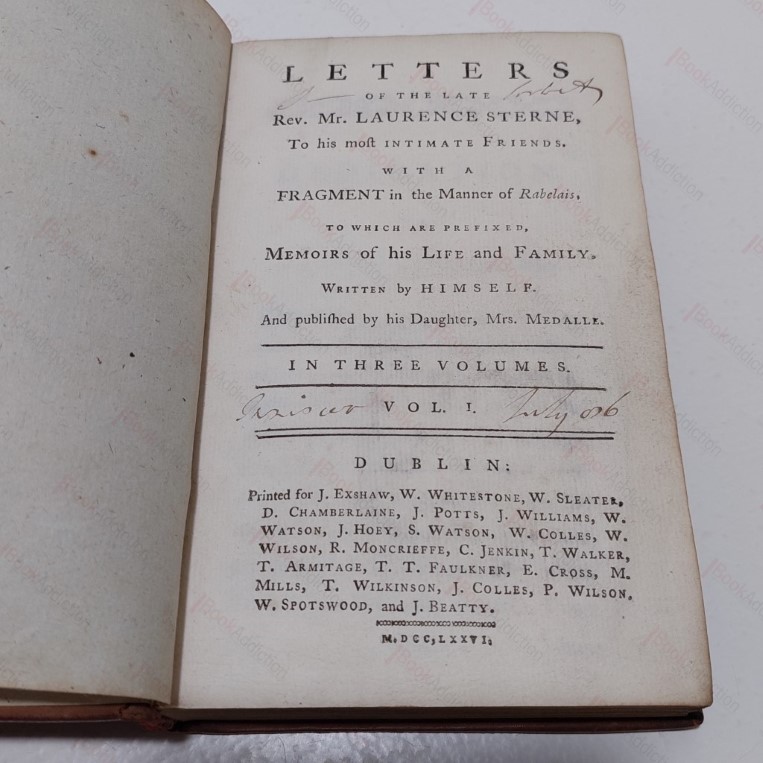 LETTERS
OF THE LATE
Rev. Mr. LAURENCE STERNE,
To his moſt INTIMATE FRIENDS.
WITH A
FRAGMENT in the Manner of Rabelais,
TO WHICH ARE PREFIXED,
MEMOIRS of his LIFE and FAMILY,
WRITTEN by HIMSELF.
And publiſhed by his Daughter, Mrs. MEDALLE.
IN THREE VOLUMES.
VOL. I. July
DUBLIN:
Printed for J. EXSHAW, W. WHITESTONE, W. SLEATER,
D. CHAMBERLAINE, J. POTTS, J. WILLIAMS, W.
WATSON, J. HOEY, S. WATSON, W. COLLES, W.
WILSON, R. MONCRIEFFE, C. JENKIN, T. WALKER,
T. ARMITAGE, T. T. FAULKNER, E. CROSS, M.
MILLS, T. WILKINSON, J. COLLES, P. WILSON,
W. SPOTSWOOD, and J. BEATTY.
M.DCC,LXXVI.
BookAddiction